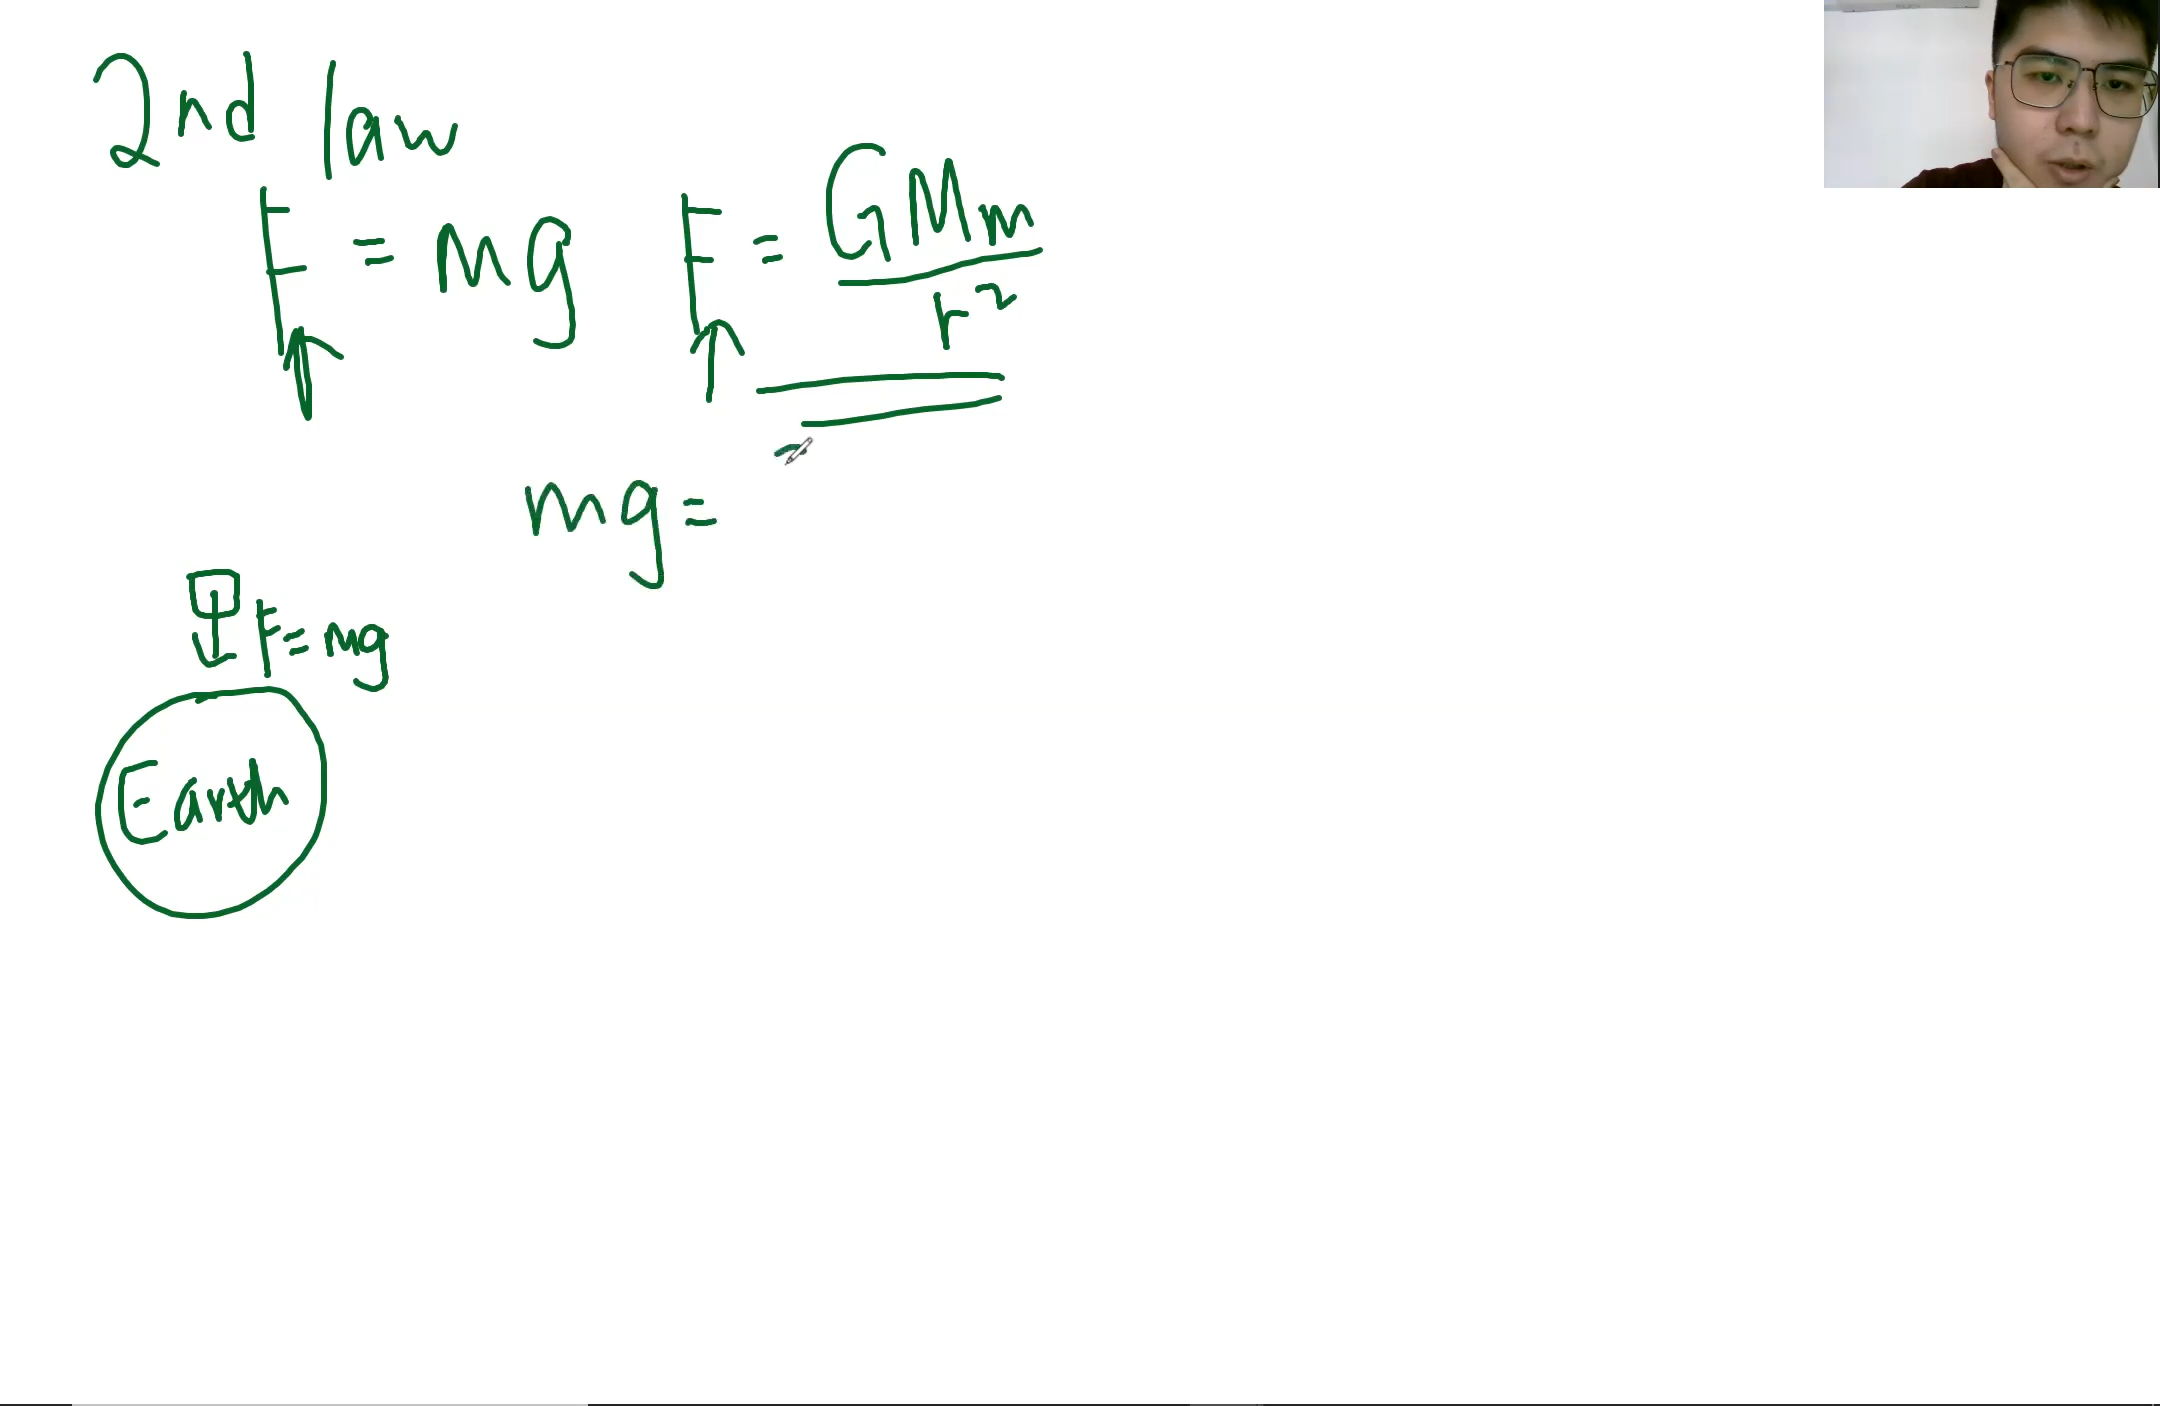 2nd law
F = mg F = GMm
r²
mg =
F = mg
Earth